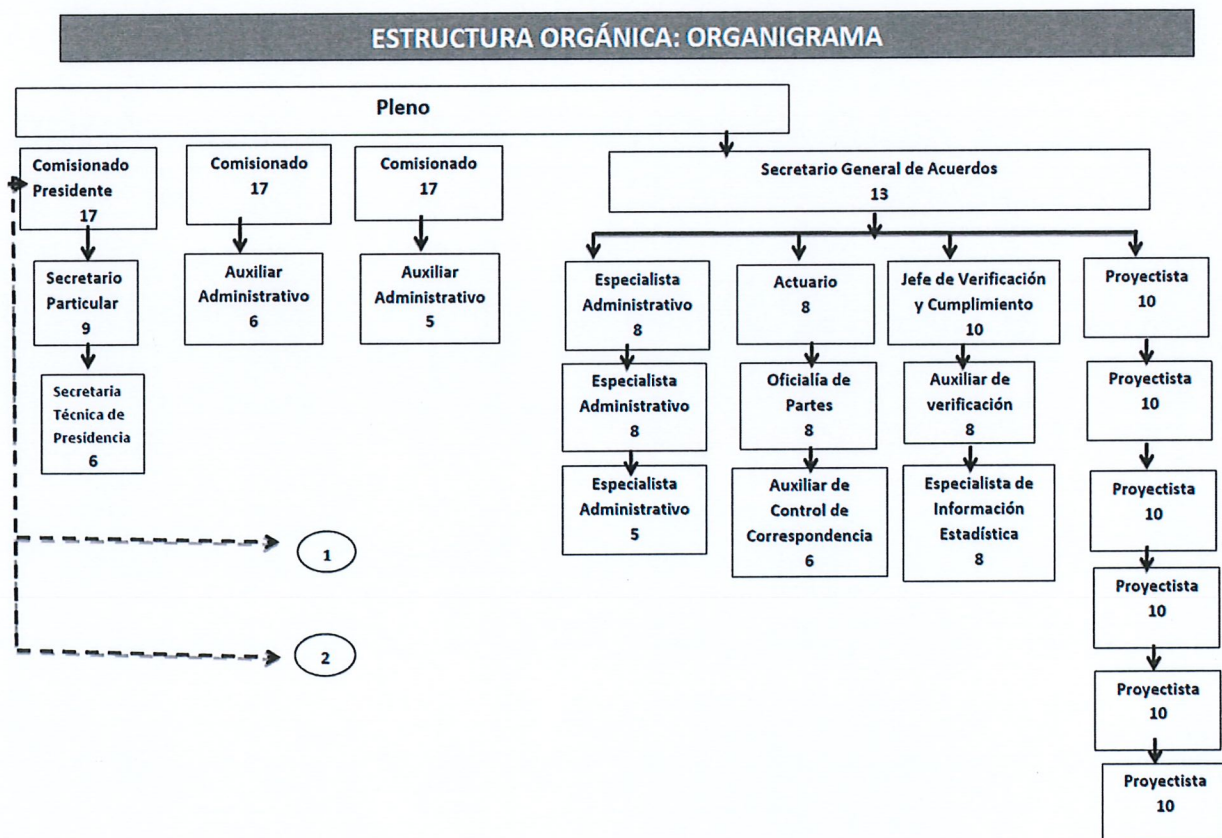 ESTRUCTURA ORGÁNICA: ORGANIGRAMA
Pleno
Comisionado
Presidente
17
Comisionado
17
Comisionado
17
Secretario General de Acuerdos
13
Secretario
Particular
9
Auxiliar
Administrativo
6
Auxiliar
Administrativo
5
Especialista
Administrativo
8
Actuario
8
Jefe de Verificación
y Cumplimiento
10
Proyectista
10
Secretaria
Técnica de
Presidencia
6
Especialista
Administrativo
8
Oficialía de
Partes
8
Auxiliar de
verificación
8
Proyectista
10
Especialista
Administrativo
5
Auxiliar de
Control de
Correspondencia
6
Especialista de
Información
Estadística
8
Proyectista
10
1
Proyectista
10
2
Proyectista
10
Proyectista
10